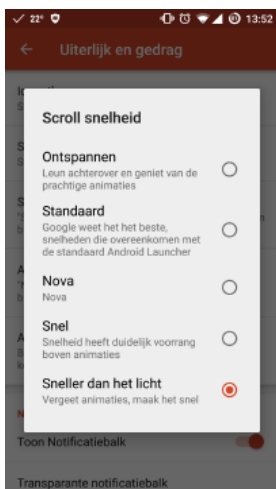 22° 13:52
Uiterlijk en gedrag
Scroll snelheid
Ontspannen
Leun achterover en geniet van de
prachtige animaties
Standaard
Google weet het het beste,
snelheden die overeenkomen met
de standaard Android Launcher
Nova
Nova
Snel
Snelheid heeft duidelijk voorrang
boven animaties
Sneller dan het licht
Vergeet animaties, maak het snel
Toon Notificatiebalk
Transparante notificatiebalk